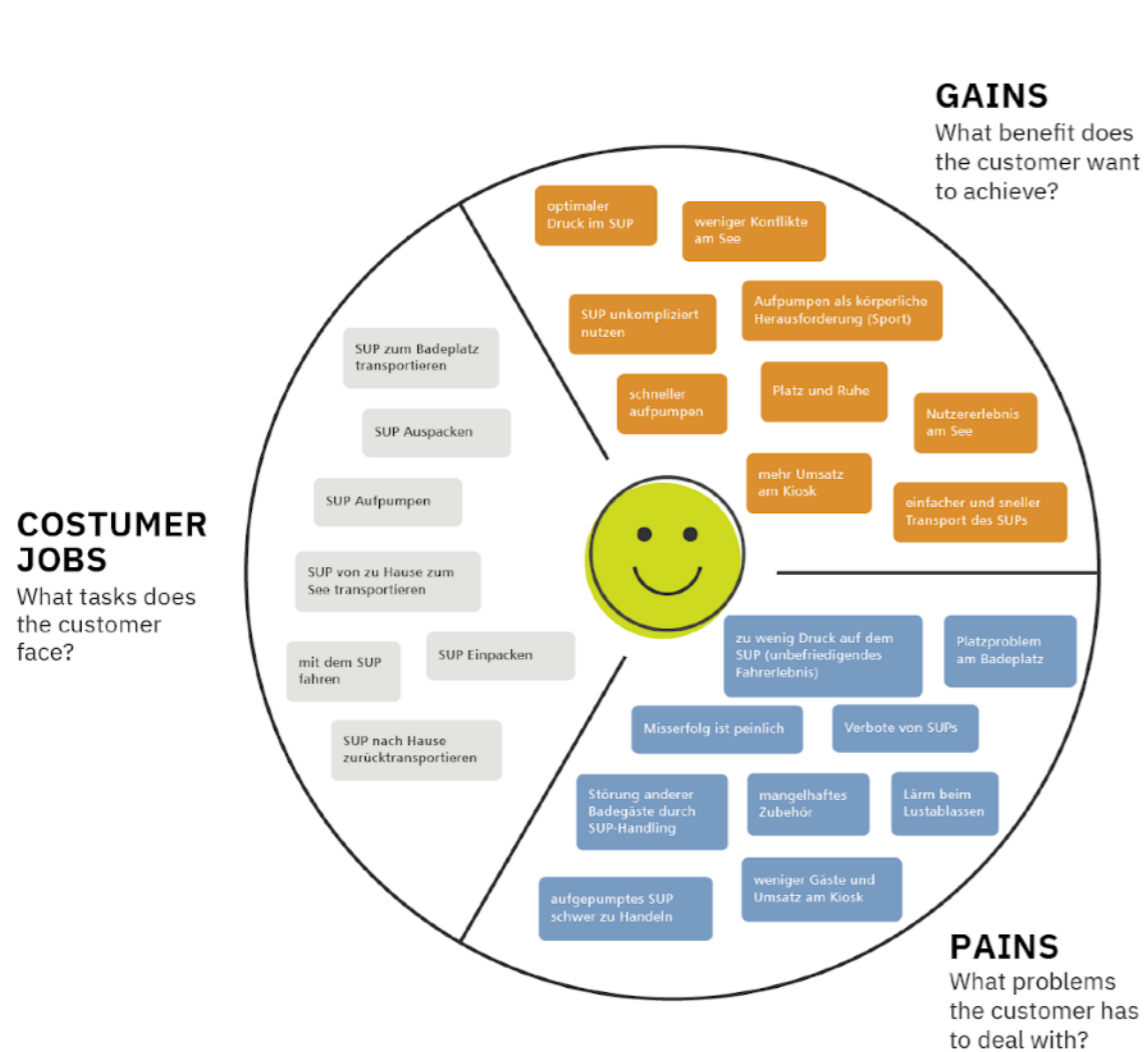 GAINS
What benefit does
the customer want
to achieve?
optimaler
Druck im SUP
weniger Konflikte
am See
SUP unkompliziert
nutzen
Aufpumpen als körperliche
Herausforderung (Sport)
schneller
aufpumpen
Platz und Ruhe
Nutzererlebnis
am See
mehr Umsatz
am Kiosk
einfacher und sneller
Transport des SUPs
COSTUMER
JOBS
What tasks does
the customer
face?
SUP zum Badeplatz
transportieren
SUP Auspacken
SUP Aufpumpen
SUP von zu Hause zum
See transportieren
mit dem SUP
fahren
SUP Einpacken
SUP nach Hause
zurücktransportieren
zu wenig Druck auf dem
SUP (unbefriedigendes
Fahrerlebnis)
Platzproblem
am Badeplatz
Misserfolg ist peinlich
Verbote von SUPs
Störung anderer
Badegäste durch
SUP-Handling
mangelhaftes
Zubehör
Lärm beim
Lustablassen
aufgepumptes SUP
schwer zu Handeln
weniger Gäste und
Umsatz am Kiosk
PAINS
What problems
the customer has
to deal with?